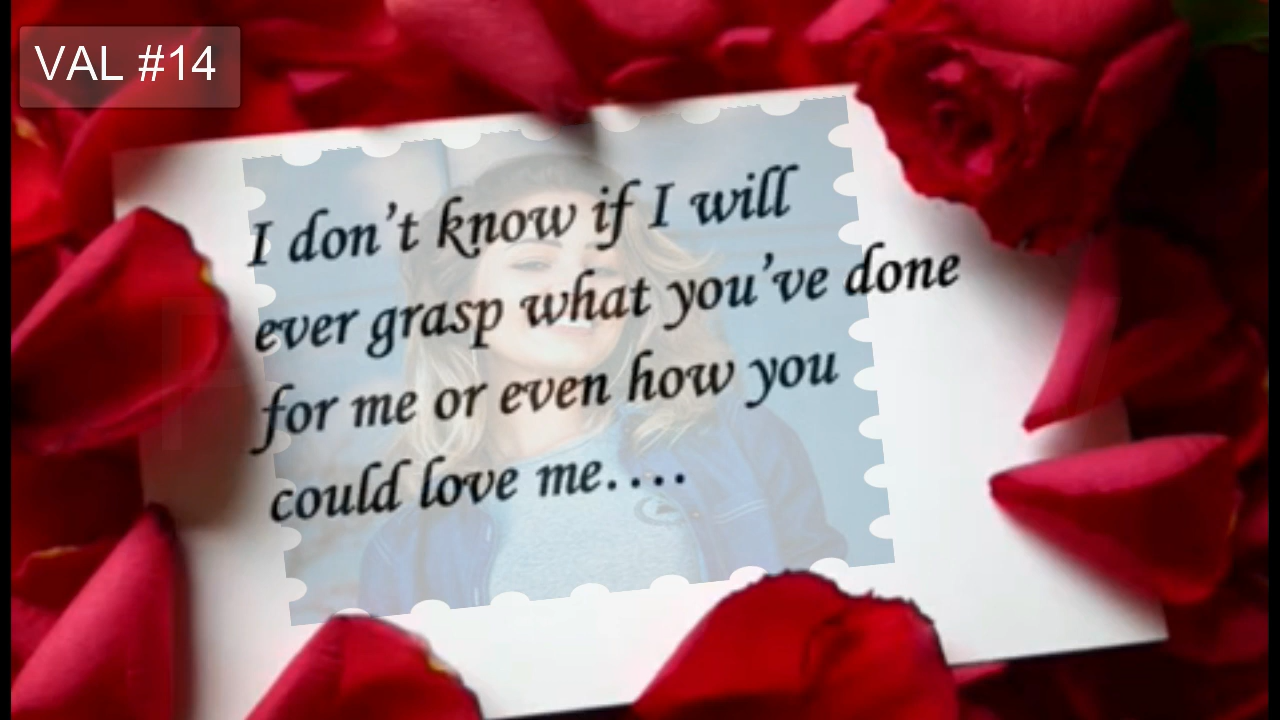 VAL #14
I don’t know if I will
ever grasp what you’ve done
for me or even how you
could love me....